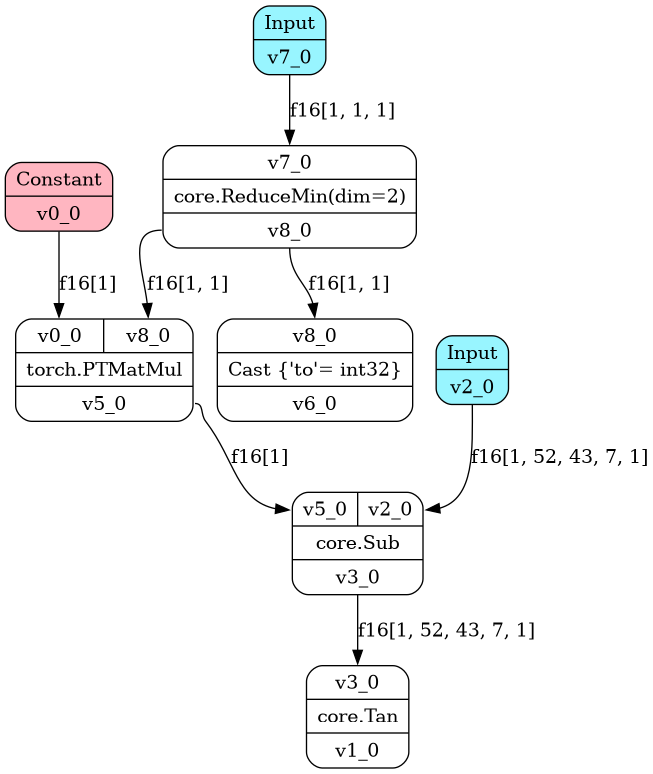 Input
v7_0
f16[1, 1, 1]
v7_0
core.ReduceMin(dim=2)
v8_0
Constant
v0_0
f16[1]
f16[1, 1]
f16[1, 1]
v0_0 v8_0
torch.PTMatMul
v5_0
v8_0
Cast {'to'= int32}
v6_0
Input
v2_0
f16[1]
f16[1, 52, 43, 7, 1]
v5_0 v2_0
core.Sub
v3_0
f16[1, 52, 43, 7, 1]
v3_0
core.Tan
v1_0